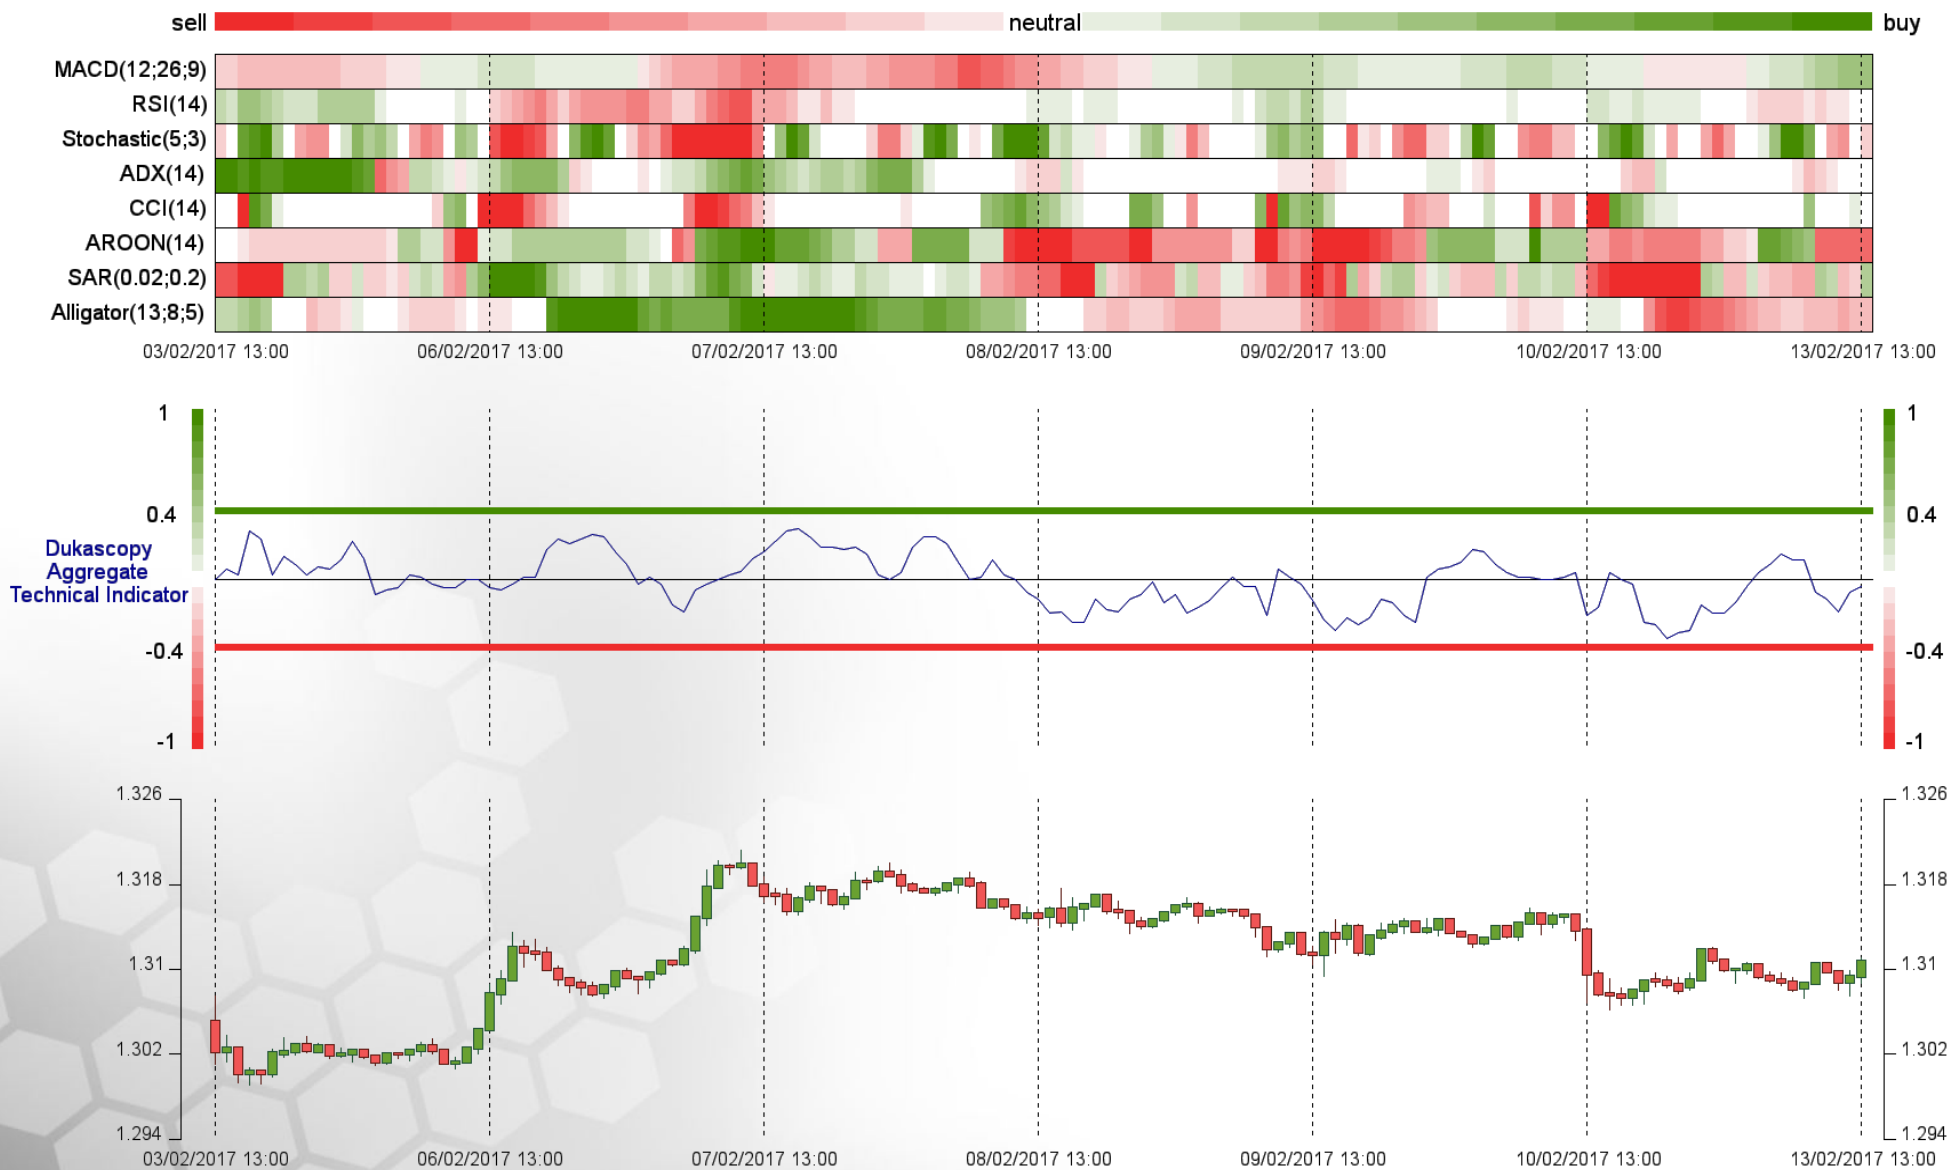 sell neutral buy
MACD(12;26;9)
RSI(14)
Stochastic(5;3)
ADX(14)
CCI(14)
AROON(14)
SAR(0.02;0.2)
Alligator(13;8;5)
03/02/2017 13:00 06/02/2017 13:00 07/02/2017 13:00 08/02/2017 13:00 09/02/2017 13:00 10/02/2017 13:00 13/02/2017 13:00
1 1
0.4 0.4
Dukascopy
Aggregate
Technical Indicator
-0.4 -0.4
-1 -1
1.326 1.326
1.318 1.318
1.31 1.31
1.302 1.302
1.294 1.294
03/02/2017 13:00 06/02/2017 13:00 07/02/2017 13:00 08/02/2017 13:00 09/02/2017 13:00 10/02/2017 13:00 13/02/2017 13:00